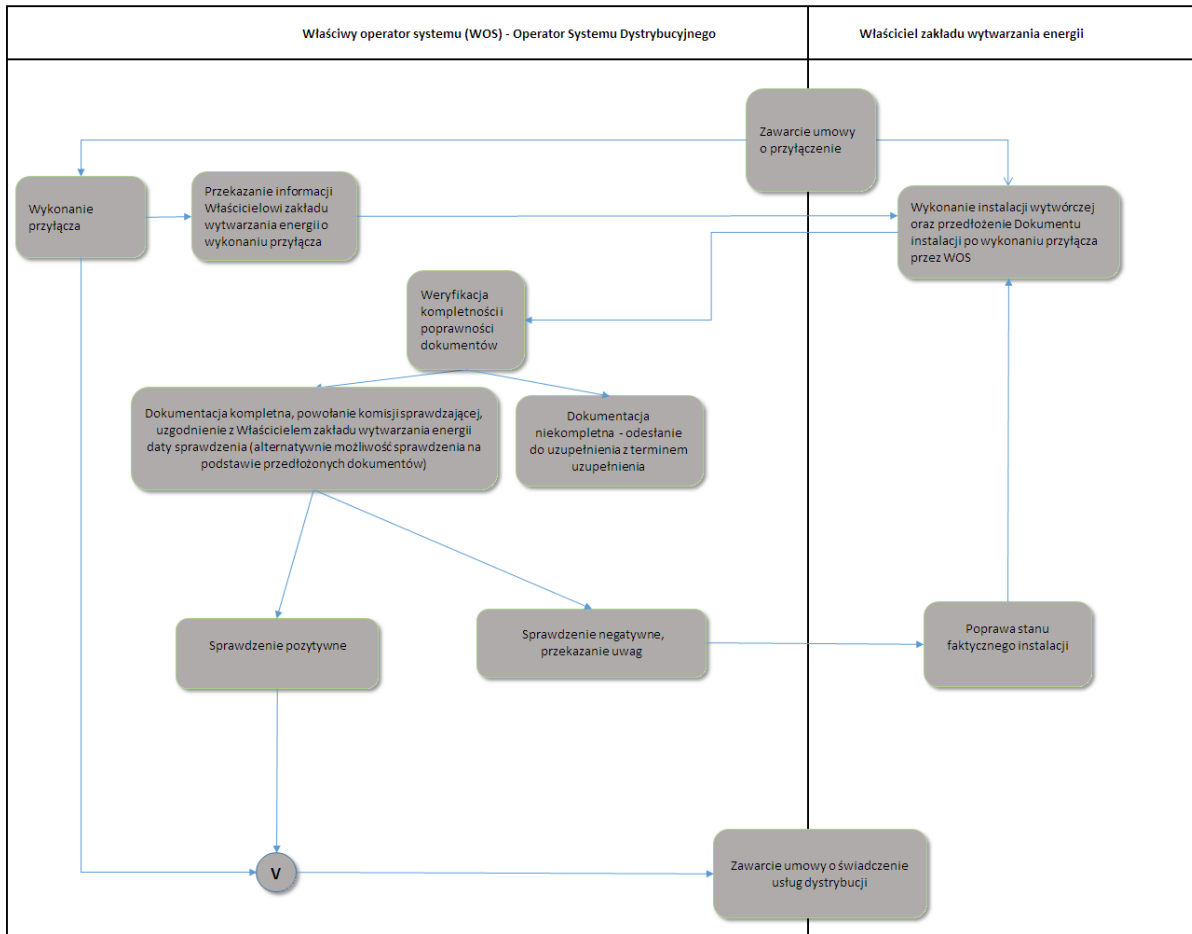 Właściwy operator systemu (WOS) - Operator Systemu Dystrybucyjnego
Właściciel zakładu wytwarzania energii
Zawarcie umowy
o przyłączenie
Wykonanie
przyłącza
Przekazanie informacji
Właścicielowi zakładu
wytwarzania energii o
wykonaniu przyłącza
Wykonanie instalacji wytwórczej
oraz przedłożenie Dokumentu
instalacji po wykonaniu przyłącza
przez WOS
Weryfikacja
kompletności i
poprawności
dokumentów
Dokumentacja kompletna, powołanie komisji sprawdzającej,
uzgodnienie z Właścicielem zakładu wytwarzania energii
daty sprawdzenia (alternatywnie możliwość sprawdzenia na
podstawie przedłożonych dokumentów)
Dokumentacja
niekompletna - odesłanie
do uzupełnienia z terminem
uzupełnienia
Sprawdzenie pozytywne
Sprawdzenie negatywne,
przekazanie uwag
Poprawa stanu
faktycznego instalacji
V
Zawarcie umowy o świadczenie
usług dystrybucji